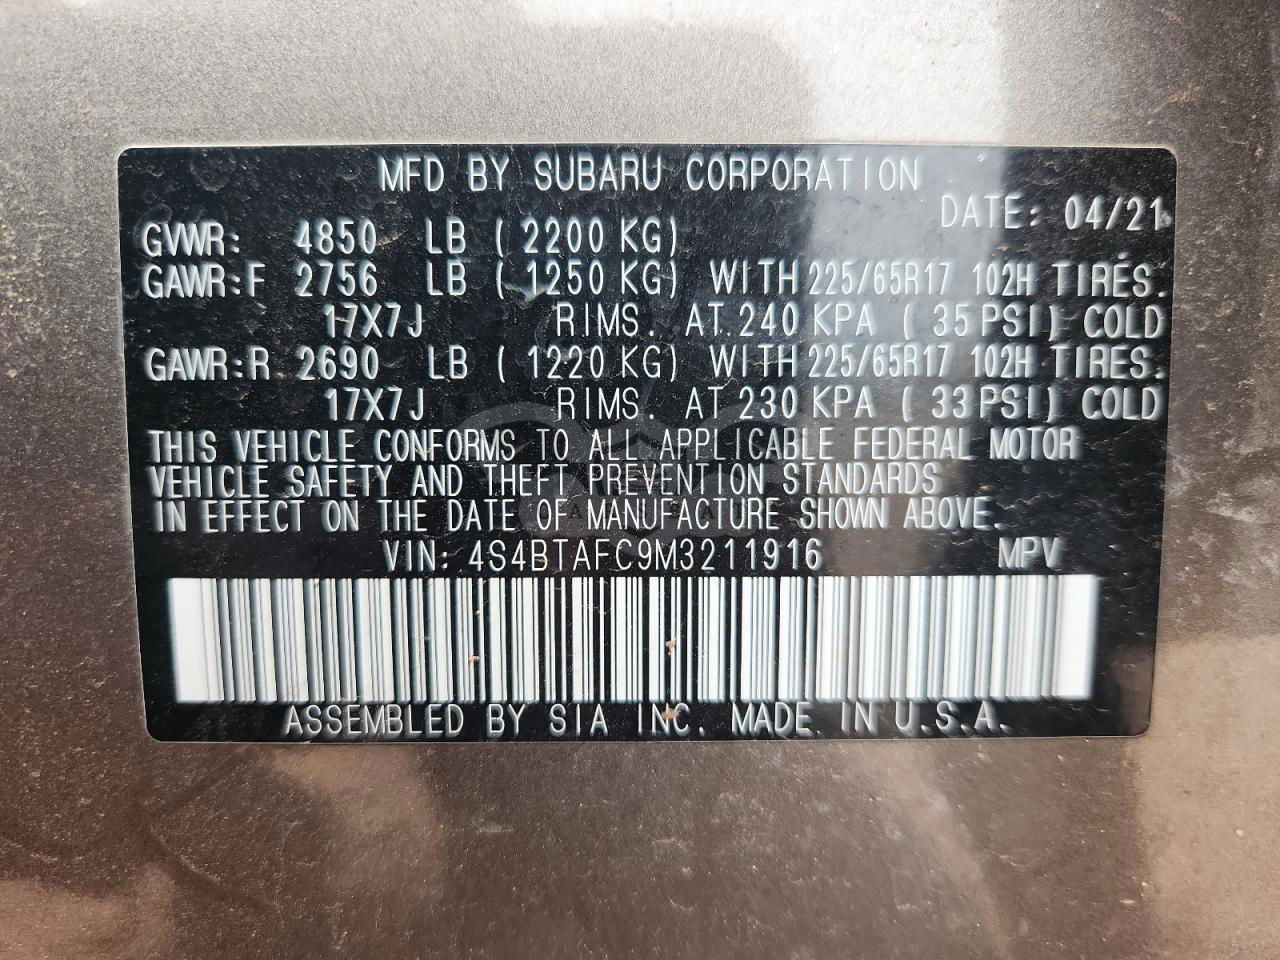 MFD BY SUBARU CORPORATION
DATE: 04/21
GVWR: 4850 LB (2200 KG)
GAWR:F 2756 LB (1250 KG) WITH 225/65R17 102H TIRES.
17X7J RIMS. AT 240 KPA (35 PSI) COLD
GAWR:R 2690 LB (1220 KG) WITH 225/65R17 102H TIRES.
17X7J RIMS. AT 230 KPA (33 PSI) COLD
THIS VEHICLE CONFORMS TO ALL APPLICABLE FEDERAL MOTOR
VEHICLE SAFETY AND THEFT PREVENTION STANDARDS
IN EFFECT ON THE DATE OF MANUFACTURE SHOWN ABOVE.
VIN: 4S4BTAFC9M3211916 MPV
ASSEMBLED BY SIA INC. MADE IN U.S.A.